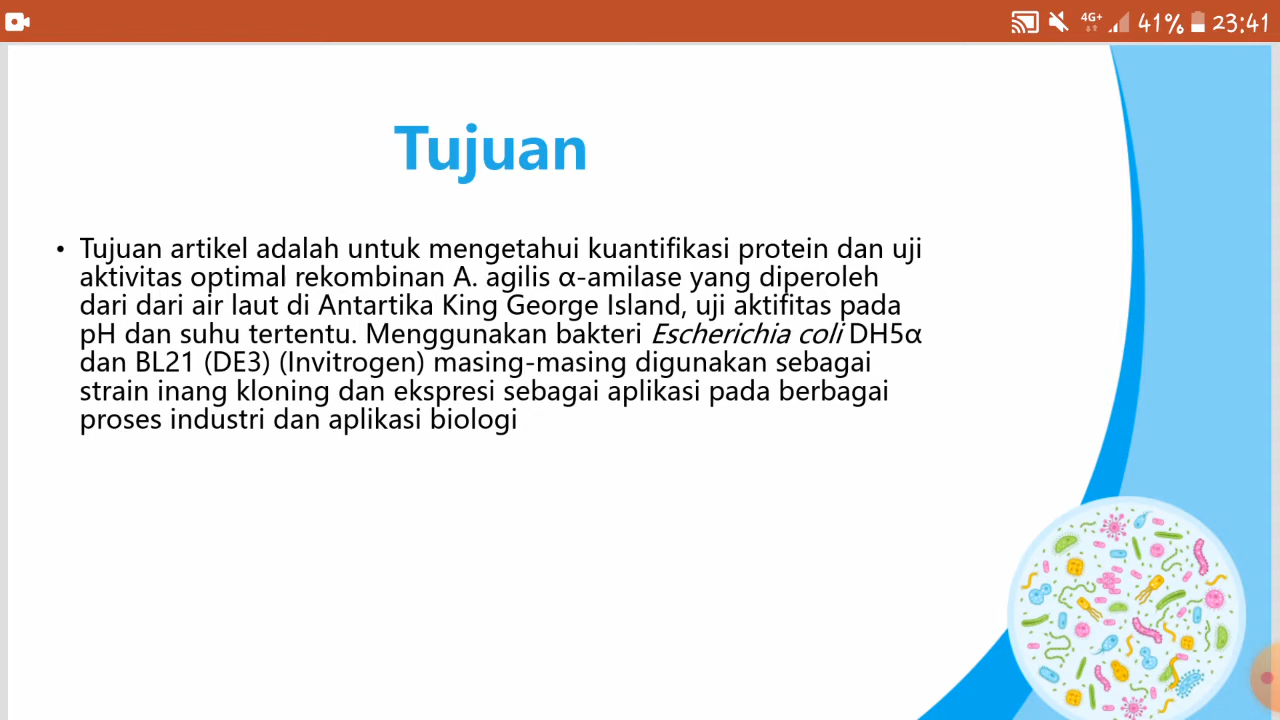 4G+ 41% 23:41
Tujuan
• Tujuan artikel adalah untuk mengetahui kuantifikasi protein dan uji
aktivitas optimal rekombinan A. agilis α-amilase yang diperoleh
dari dari air laut di Antartika King George Island, uji aktifitas pada
pH dan suhu tertentu. Menggunakan bakteri Escherichia coli DH5α
dan BL21 (DE3) (Invitrogen) masing-masing digunakan sebagai
strain inang kloning dan ekspresi sebagai aplikasi pada berbagai
proses industri dan aplikasi biologi